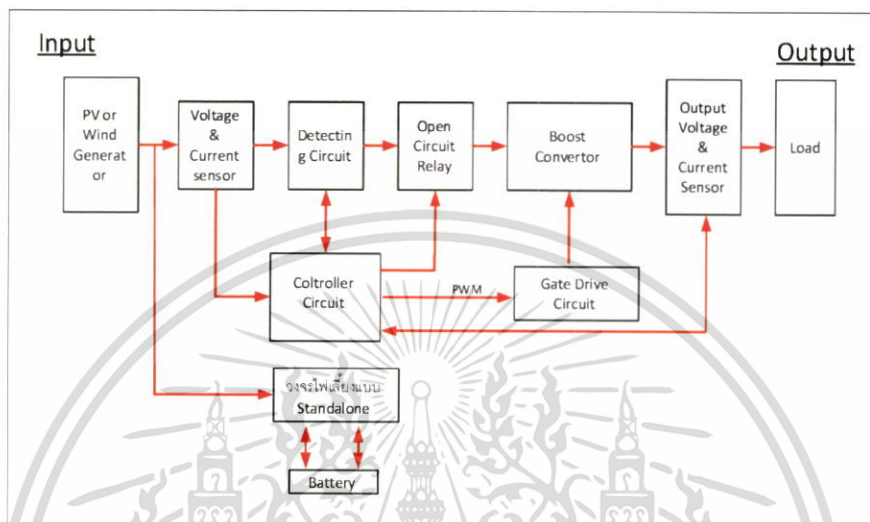 Input
Output
PV or
Wind
Generat
or
Voltage
&
Current
sensor
Detectin
g Circuit
Open
Circuit
Relay
Boost
Convertor
Output
Voltage
&
Current
Sensor
Load
Coltroller
Circuit
PWM
Gate Drive
Circuit
วงจรไฟเลี้ยงแบบ
Standalone
Battery